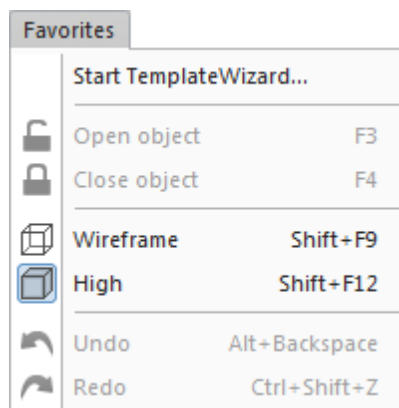 Favorites
Start TemplateWizard...
Open object F3
Close object F4
Wireframe Shift+F9
High Shift+F12
Undo Alt+Backspace
Redo Ctrl+Shift+Z